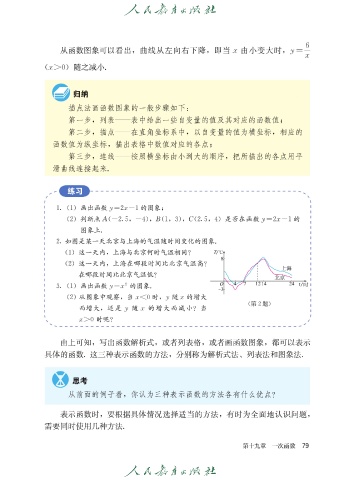 人民教育出版社
从函数图象可以看出，曲线从左向右下降，即当 x 由小变大时，y=6/x
(x>0) 随之减小.
归纳
描点法画函数图象的一般步骤如下：
第一步，列表——表中给出一些自变量的值及其对应的函数值；
第二步，描点——在直角坐标系中，以自变量的值为横坐标，相应的
函数值为纵坐标，描出表格中数值对应的各点；
第三步，连线——按照横坐标由小到大的顺序，把所描出的各点用平
滑曲线连接起来.
练习
1. (1) 画出函数 y=2x-1 的图象；
(2) 判断点 A(-2.5, -4), B(1, 3), C(2.5, 4) 是否在函数 y=2x-1 的
图象上.
2. 如图是某一天北京与上海的气温随时间变化的图象.
(1) 这一天内，上海与北京何时气温相同？
(2) 这一天内，上海在哪段时间比北京气温高？
在哪段时间比北京气温低？
3. (1) 画出函数 y=x² 的图象.
(2) 从图象中观察，当 x<0 时，y 随 x 的增大
而增大，还是 y 随 x 的增大而减小？当
x>0 时呢？
T/℃
8
上海
北京
O 4 7 12 14 24 t/时
(第 2 题)
由上可知，写出函数解析式，或者列表格，或者画函数图象，都可以表示
具体的函数. 这三种表示函数的方法，分别称为解析式法、列表法和图象法.
思考
从前面的例子看，你认为三种表示函数的方法各有什么优点？
表示函数时，要根据具体情况选择适当的方法，有时为全面地认识问题，
需要同时使用几种方法.
第十九章 一次函数 79
人民教育出版社